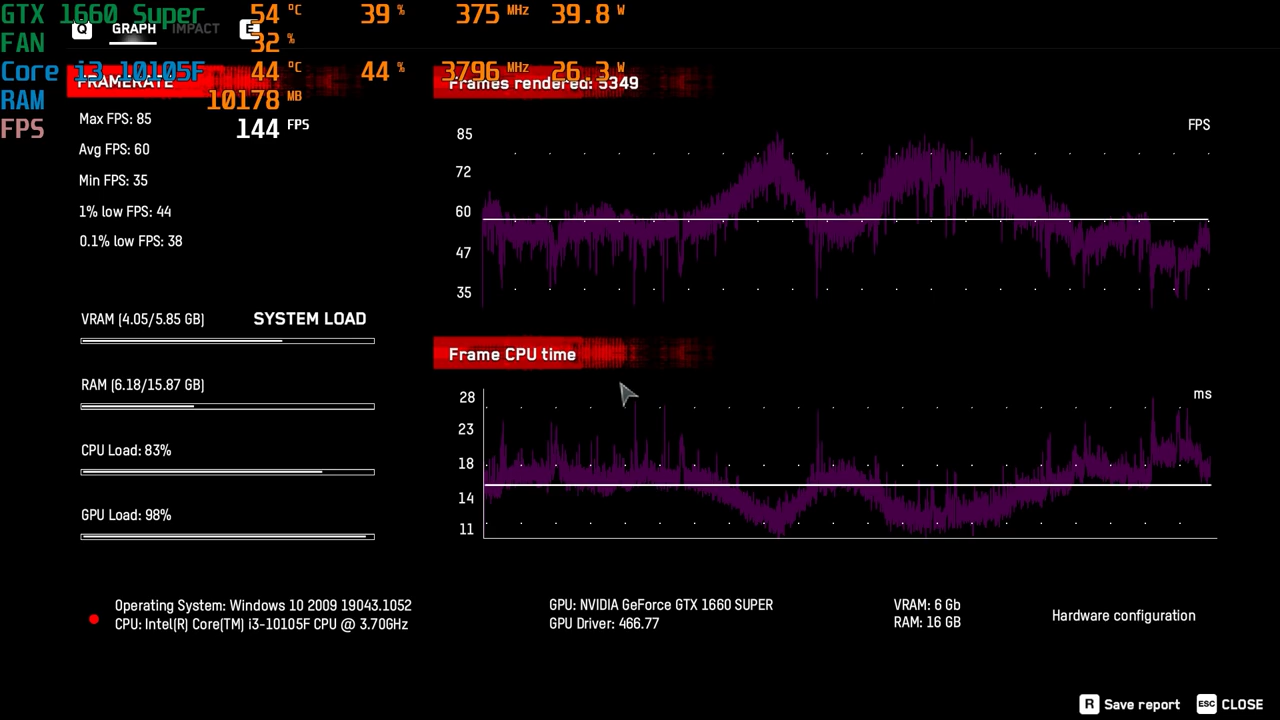 GTX 1660 Super 54 °C 39 % 375 MHz 39.8 W
Q GRAPH IMPACT E
FAN 32 %
Core i3 10105F 44 °C 44 % 3796 MHz 26.3 W
FRAMERATE
Frames rendered: 5349
RAM 10178 MB
Max FPS: 85
FPS 144 FPS
Avg FPS: 60
Min FPS: 35
1% low FPS: 44
0.1% low FPS: 38
FPS
85
72
60
47
35
VRAM (4.05/5.85 GB) SYSTEM LOAD
RAM (6.18/15.87 GB)
CPU Load: 83%
GPU Load: 98%
Frame CPU time
ms
28
23
18
14
11
Operating System: Windows 10 2009 19043.1052
CPU: Intel(R) Core(TM) i3-10105F CPU @ 3.70GHz
GPU: NVIDIA GeForce GTX 1660 SUPER
GPU Driver: 466.77
VRAM: 6 Gb
RAM: 16 GB
Hardware configuration
R Save report ESC CLOSE